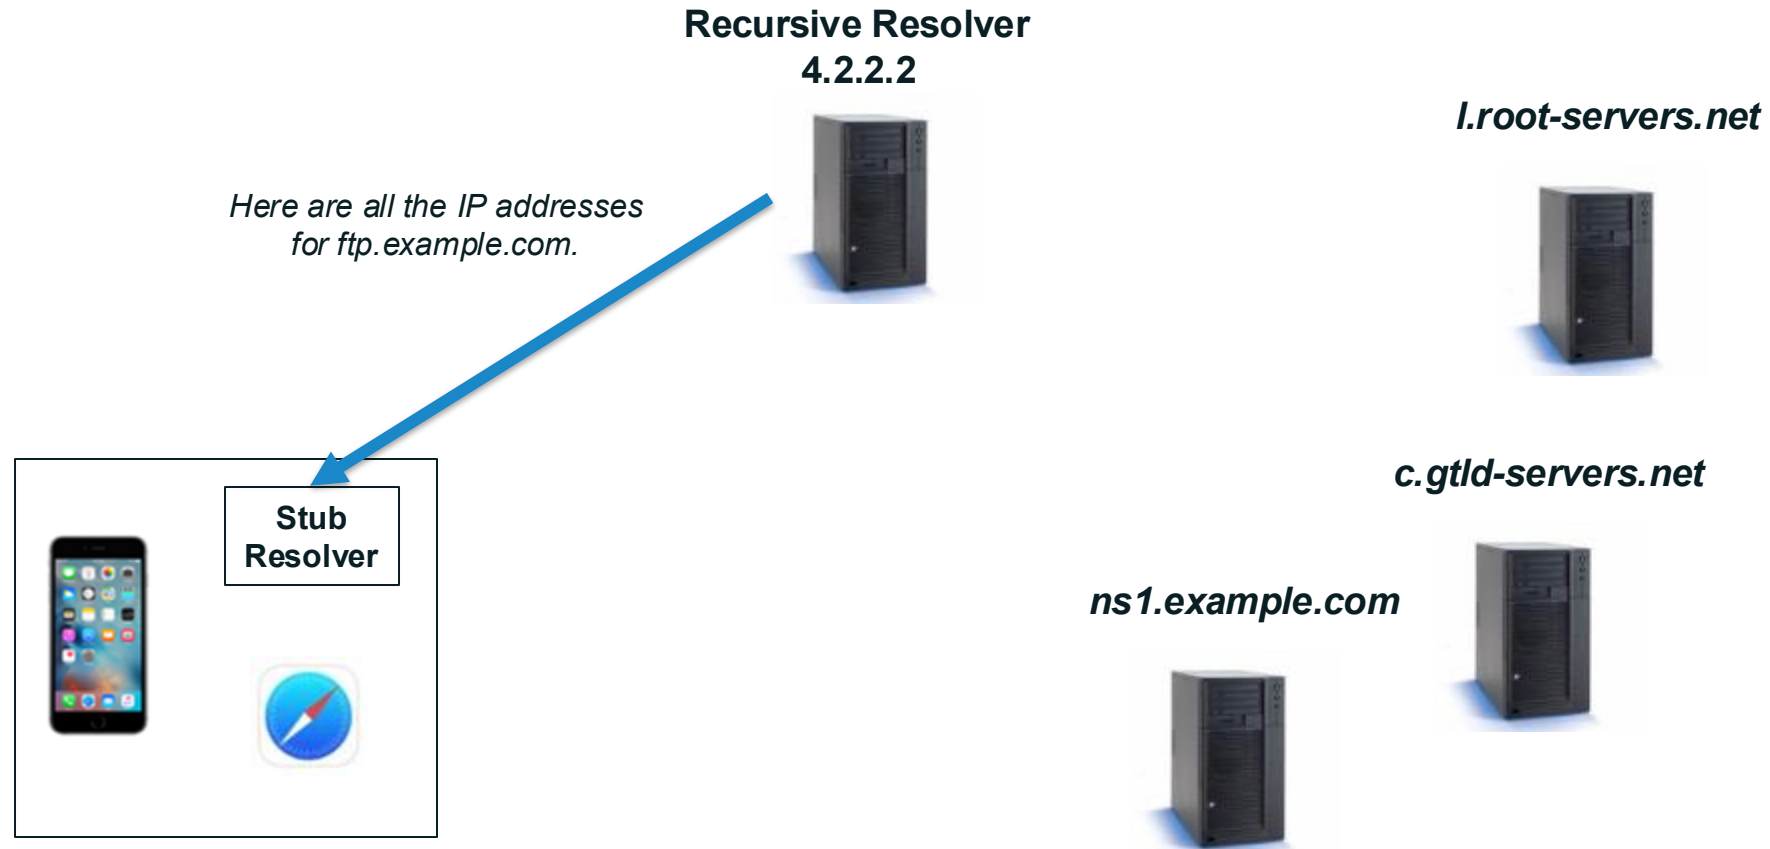 Recursive Resolver
4.2.2.2
l.root-servers.net
Here are all the IP addresses
for ftp.example.com.
c.gtld-servers.net
Stub
Resolver
ns1.example.com